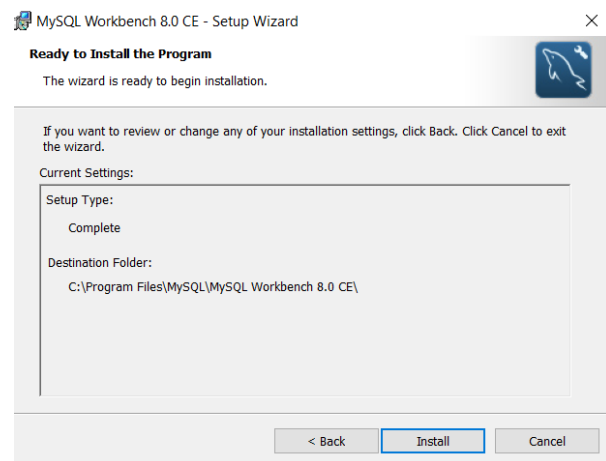 MySQL Workbench 8.0 CE - Setup Wizard
Ready to Install the Program
The wizard is ready to begin installation.
If you want to review or change any of your installation settings, click Back. Click Cancel to exit
the wizard.
Current Settings:
Setup Type:
Complete
Destination Folder:
C:\Program Files\MySQL\MySQL Workbench 8.0 CE\
< Back Install Cancel